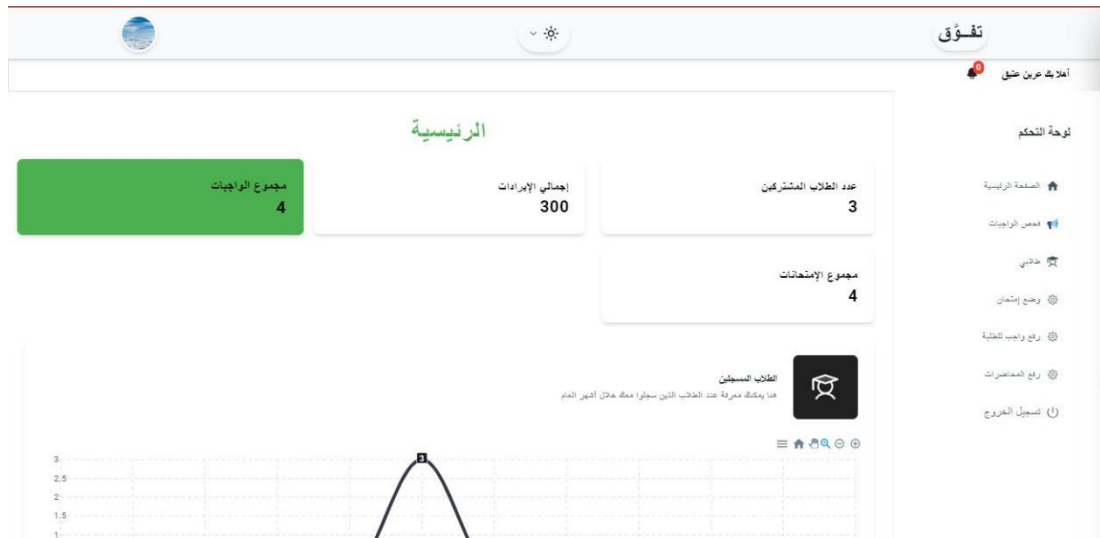 تفــوَّق
أهلا بك عرين عتيق
0
لوحة التحكم
الصفحة الرئيسية
فحص الواجبات
طلابي
وضع إمتحان
رفع واجب للطلبة
رفع المحاضرات
تسجيل الخروج
الرئيسية
عدد الطلاب المشتركين
3
إجمالي الإيرادات
300
مجموع الواجبات
4
مجموع الإمتحانات
4
الطلاب المسجلين
هنا يمكنك معرفة عدد الطلاب الذين سجلوا معك خلال أشهر العام
3
3
2.5
2
1.5
1